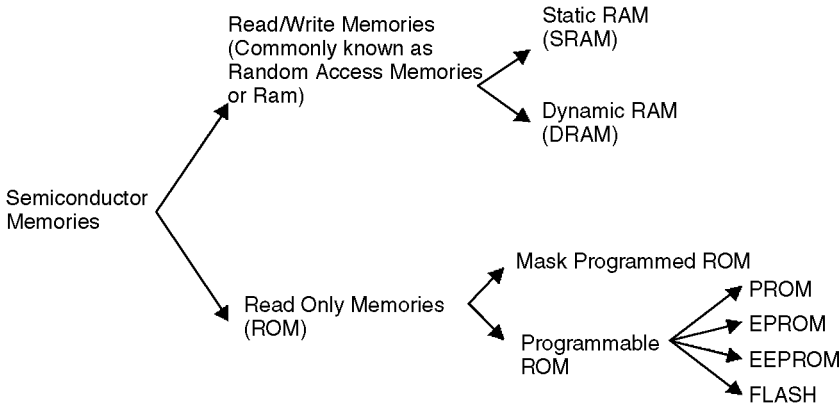 Semiconductor
Memories
Read/Write Memories
(Commonly known as
Random Access Memories
or Ram)
Static RAM
(SRAM)
Dynamic RAM
(DRAM)
Read Only Memories
(ROM)
Mask Programmed ROM
Programmable
ROM
PROM
EPROM
EEPROM
FLASH